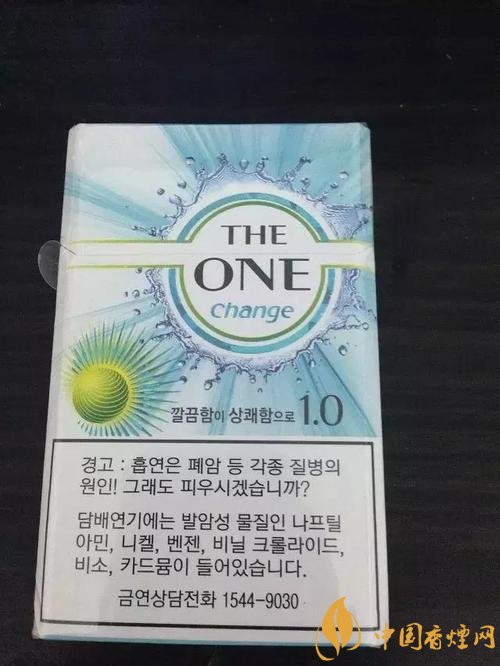 THE
ONE
change
깔끔함이 상쾌함으로 1.0
경고 : 흡연은 폐암 등 각종 질병의
원인!! 그래도 피우시겠습니까?
담배연기에는 발암성 물질인 나프틸
아민, 니켈, 벤젠, 비닐 크롤라이드,
비소, 카드뮴이 들어있습니다.
금연상담전화 1544-9030
中国香烟网